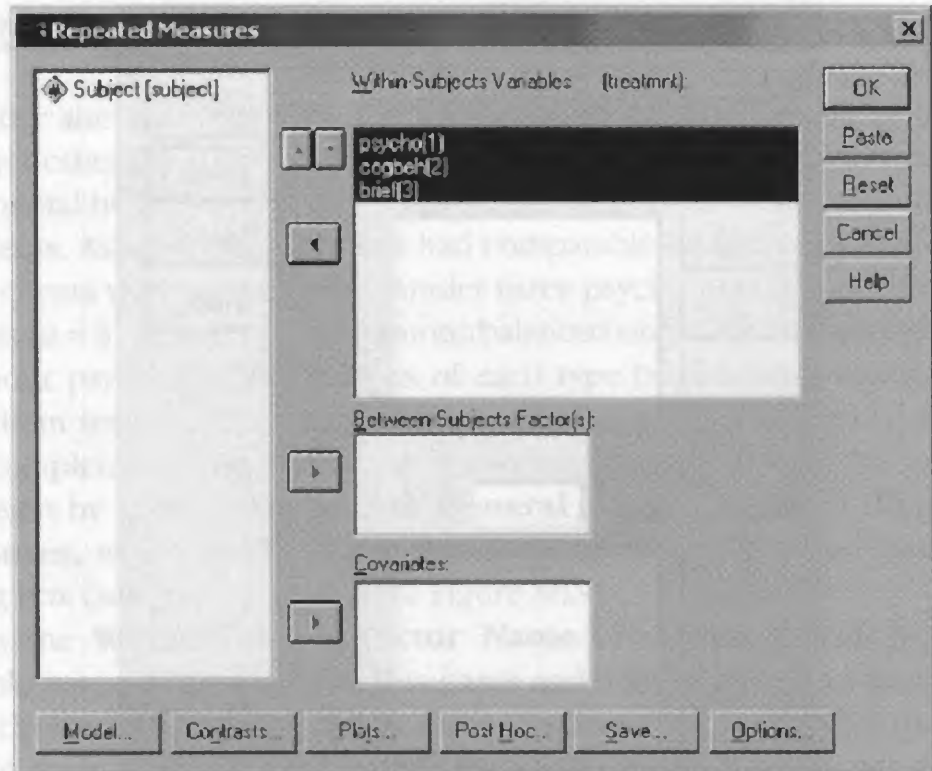 Repeated Measures
Subject [subject]
Within-Subjects Variables (treatmnt):
psycho(1)
cogbeh(2)
brief(3)
OK
Paste
Reset
Cancel
Help
Between-Subjects Factor(s):
Covariates:
Model...
Contrasts...
Plots...
Post Hoc...
Save...
Options...